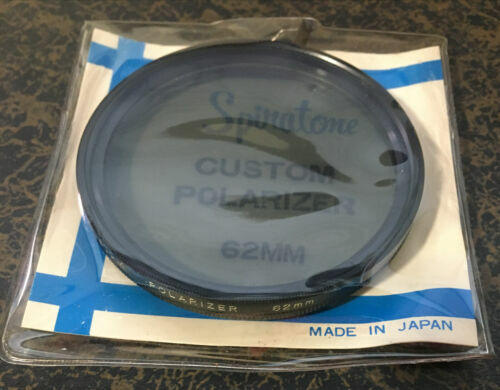 Spiratone
CUSTOM
POLARIZER
62MM
POLARIZER 62mm
MADE IN JAPAN